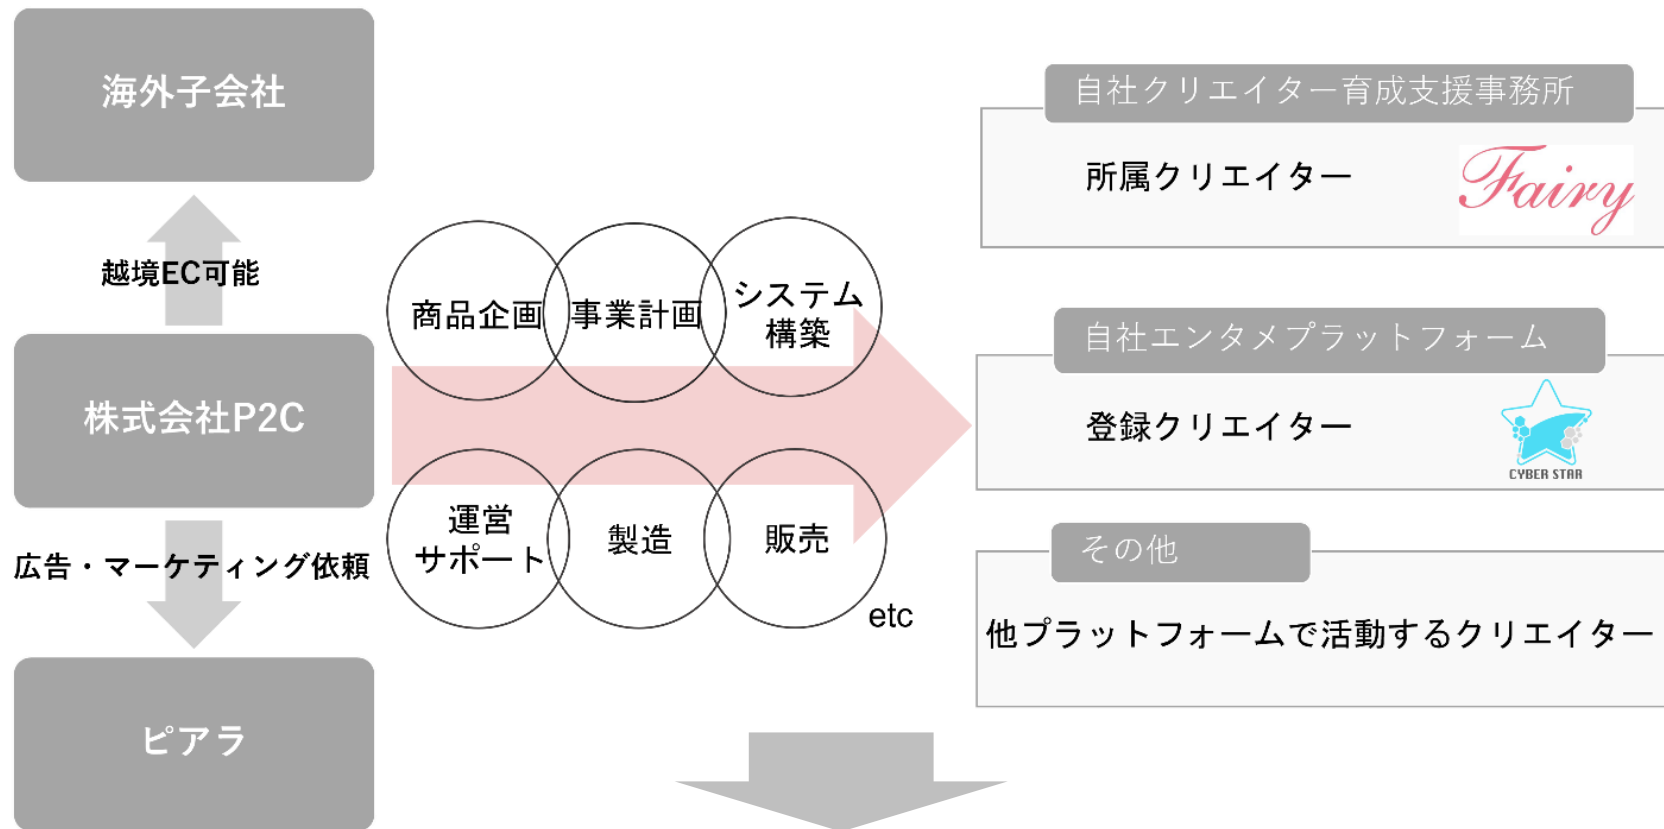 海外子会社
越境EC可能
株式会社P2C
広告・マーケティング依頼
ピアラ
商品企画
事業計画
システム
構築
運営
サポート
製造
販売
etc
自社クリエイター育成支援事務所
所属クリエイター
Fairy
自社エンタメプラットフォーム
登録クリエイター
CYBER STAR
その他
他プラットフォームで活動するクリエイター